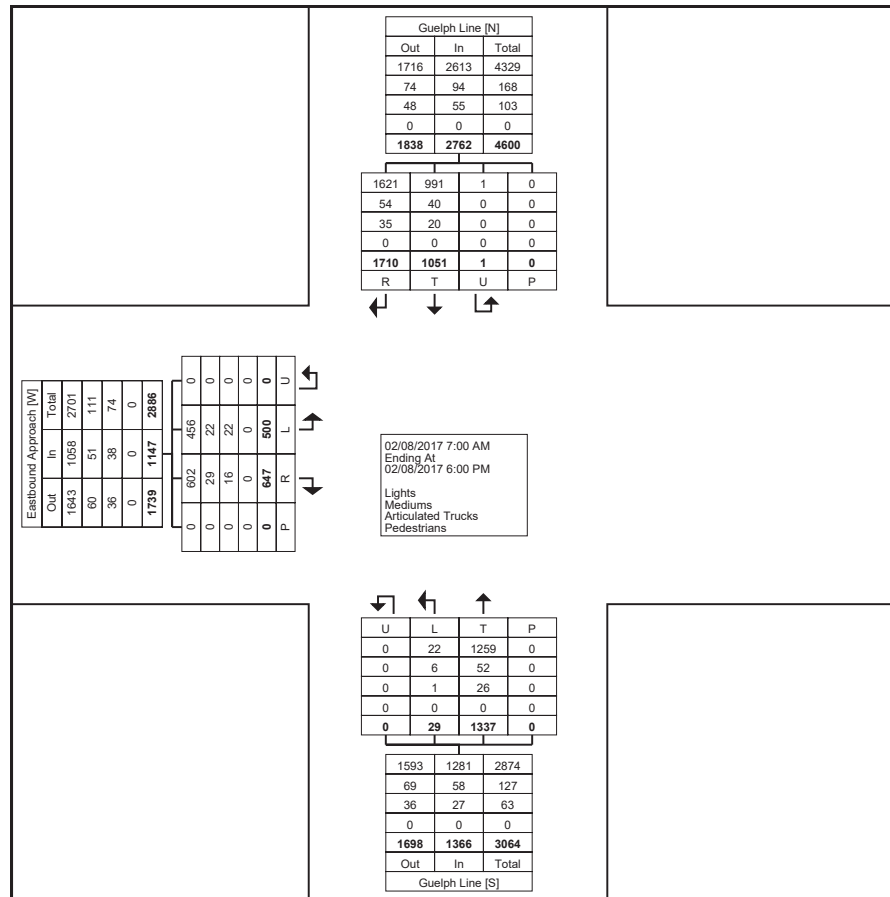 Guelph Line [N]
Out In Total
1716 2613 4329
74 94 168
48 55 103
0 0 0
1838 2762 4600
1621 991 1 0
54 40 0 0
35 20 0 0
0 0 0 0
1710 1051 1 0
R T U P
Eastbound Approach [W]
Out In Total
1643 1058 2701
60 51 111
36 38 74
0 0 0
1739 1147 2886
0 602 456 0
0 29 22 0
0 16 22 0
0 0 0 0
0 647 500 0
P R L U
02/08/2017 7:00 AM
Ending At
02/08/2017 6:00 PM
Lights
Mediums
Articulated Trucks
Pedestrians
U L T P
0 22 1259 0
0 6 52 0
0 1 26 0
0 0 0 0
0 29 1337 0
1593 1281 2874
69 58 127
36 27 63
0 0 0
1698 1366 3064
Out In Total
Guelph Line [S]